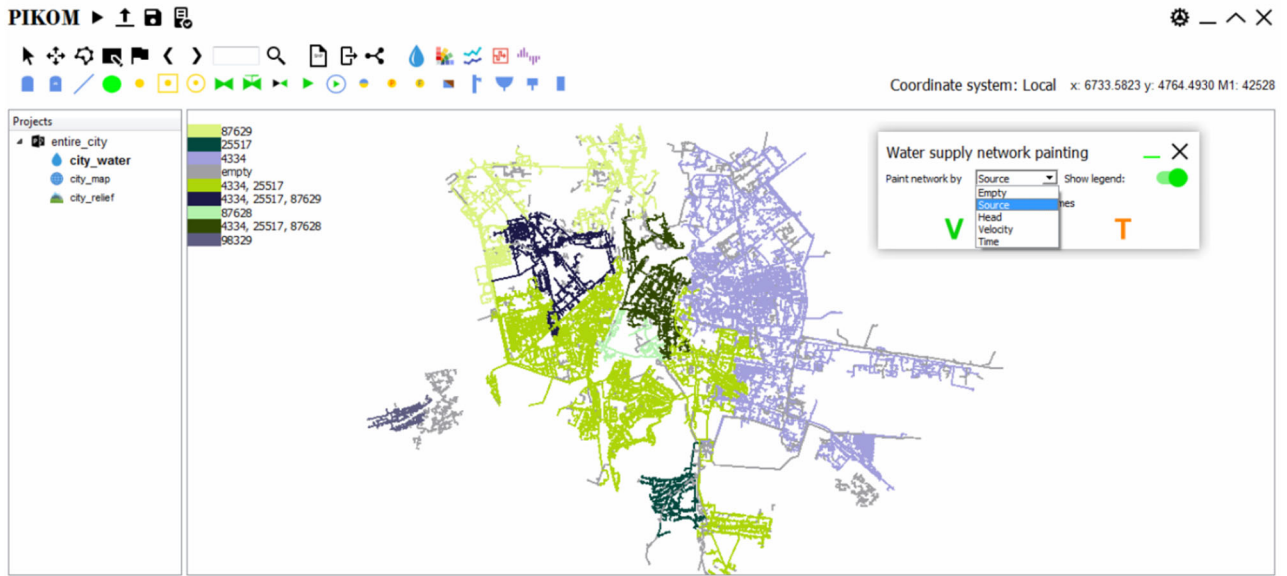 PIKOM
Coordinate system: Local x: 6733.5823 y: 4764.4930 M1: 42528
Projects
entire_city
city_water
city_map
city_relief
87629
25517
4334
empty
4334, 25517
4334, 25517, 87629
87628
4334, 25517, 87628
98329
Water supply network painting
Paint network by Source Show legend:
Empty
Source
Head
Velocity
Time
V T